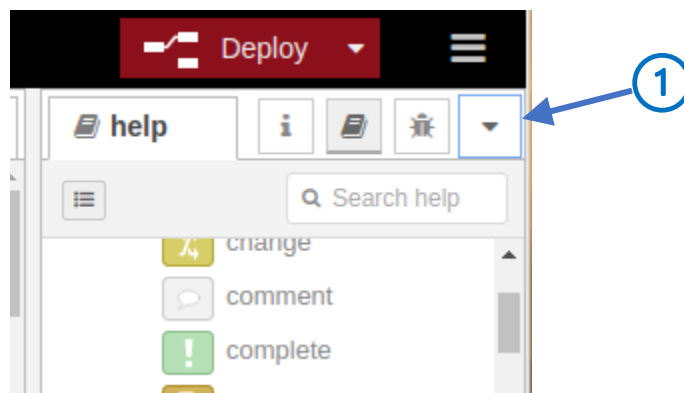 Deploy
1
help
i
Search help
change
comment
complete